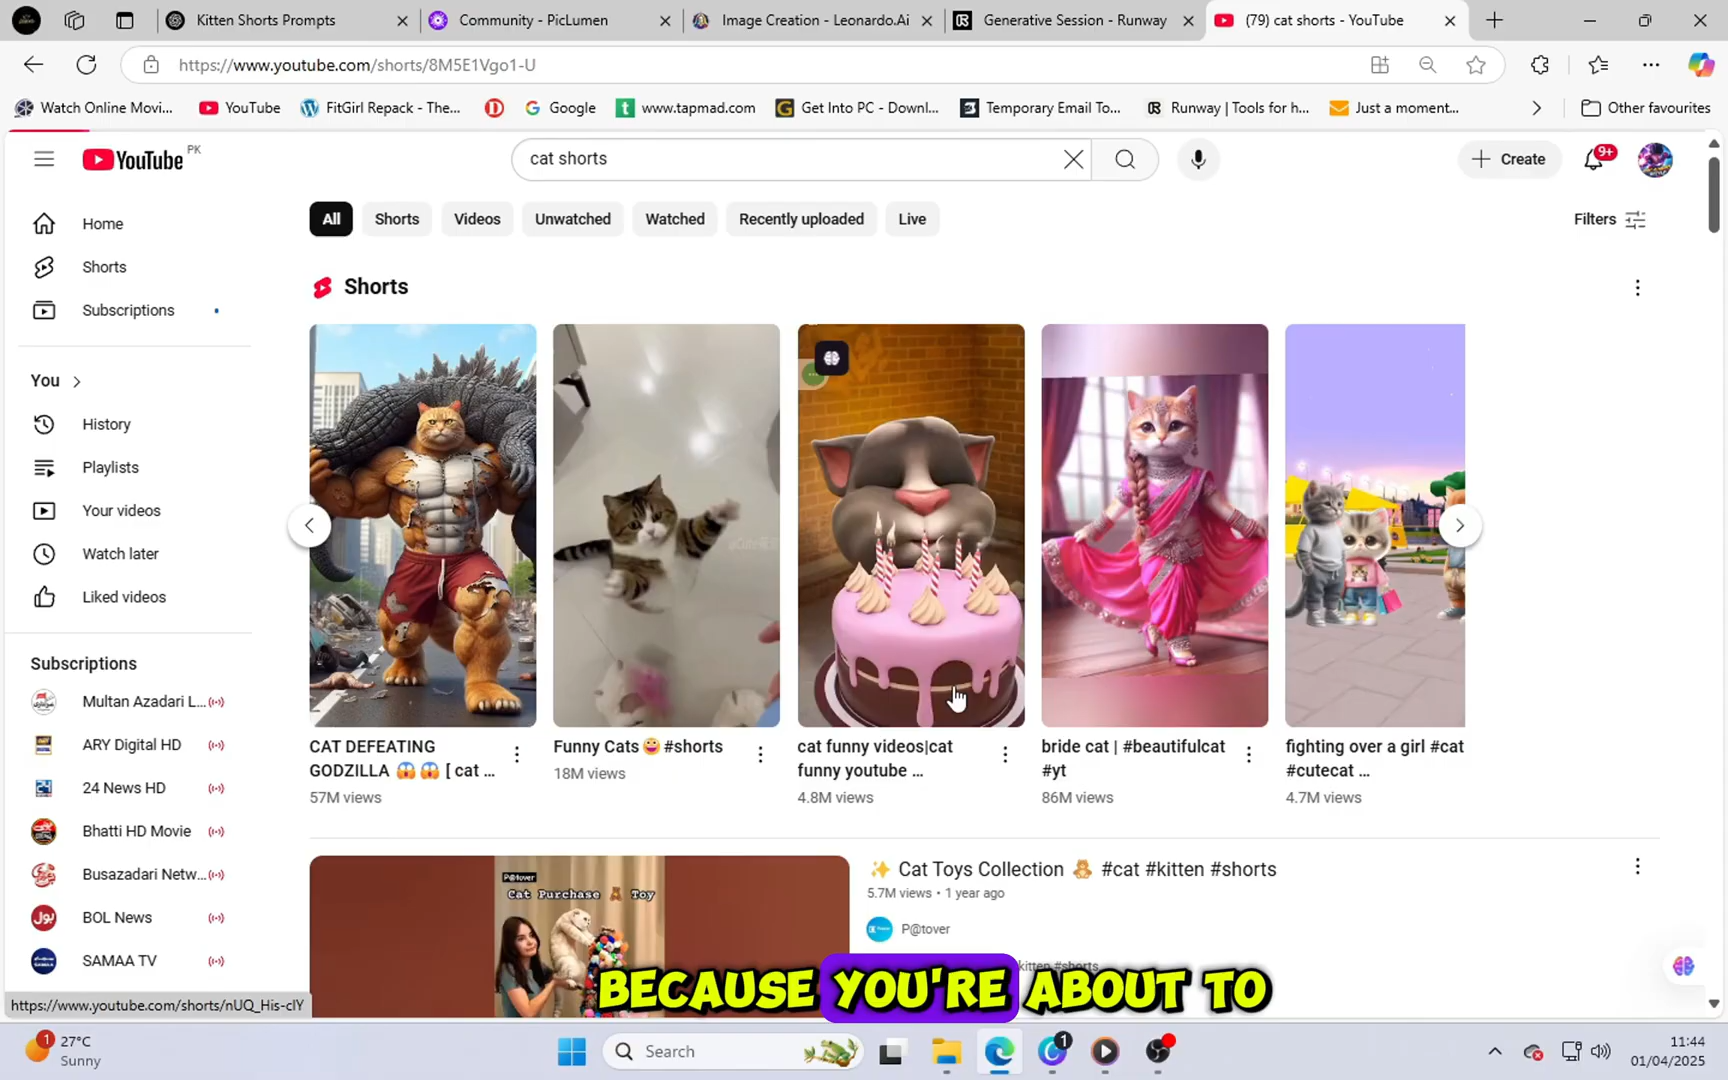 Kitten Shorts Prompts
Community - PicLumen
Image Creation - Leonardo.Ai
Generative Session - Runway
(79) cat shorts - YouTube
https://www.youtube.com/shorts/8M5E1Vgo1-U
Watch Online Movi...
YouTube
FitGirl Repack - The...
Google
www.tapmad.com
Get Into PC - Downl...
Temporary Email To...
Runway | Tools for h...
Just a moment...
Other favourites
YouTube PK
cat shorts
Create
9+
All
Shorts
Videos
Unwatched
Watched
Recently uploaded
Live
Filters
Home
Shorts
Subscriptions
You
History
Playlists
Your videos
Watch later
Liked videos
Subscriptions
Multan Azadari L...
ARY Digital HD
24 News HD
Bhatti HD Movie
Busazadari Netw...
BOL News
SAMAA TV
Shorts
CAT DEFEATING
GODZILLA 😱 😱 [ cat ...
57M views
Funny Cats 😀 #shorts
18M views
cat funny videos|cat
funny youtube ...
4.8M views
bride cat | #beautifulcat
#yt
86M views
fighting over a girl #cat
#cutecat ...
4.7M views
P@tover
Cat Purchase 🧸 Toy
✨ Cat Toys Collection 🧸 #cat #kitten #shorts
5.7M views • 1 year ago
P@tover
kitten #shorts
BECAUSE YOU'RE ABOUT TO
https://www.youtube.com/shorts/nUQ_His-cIY
1
27°C
Sunny
Search
1
11:44
01/04/2025